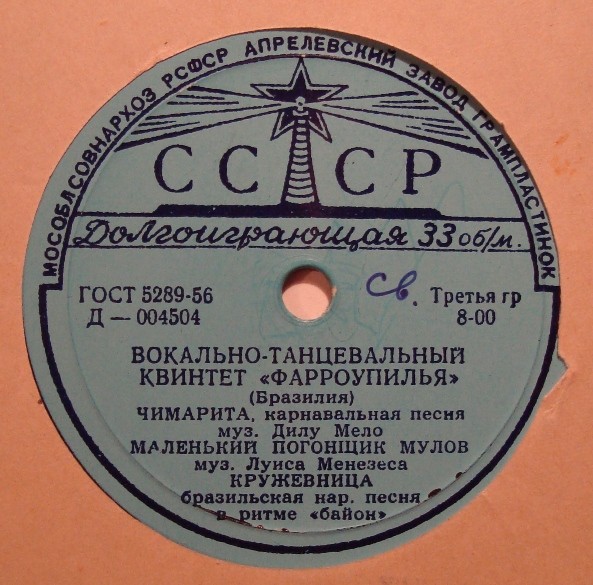 МОСОБЛСОВНАРХОЗ РСФСР АПРЕЛЕВСКИЙ ЗАВОД ГРАМПЛАСТИНОК
СССР
Долгоиграющая 33 об/м.
ГОСТ 5289-56
Д — 004504
св.
Третья гр
8-00
ВОКАЛЬНО-ТАНЦЕВАЛЬНЫЙ
КВИНТЕТ «ФАРРОУПИЛЬЯ»
(Бразилия)
ЧИМАРИТА, карнавальная песня
муз. Дилу Мело
МАЛЕНЬКИЙ ПОГОНЩИК МУЛОВ
муз. Луиса Менезеса
КРУЖЕВНИЦА
бразильская нар. песня
в ритме «байон»